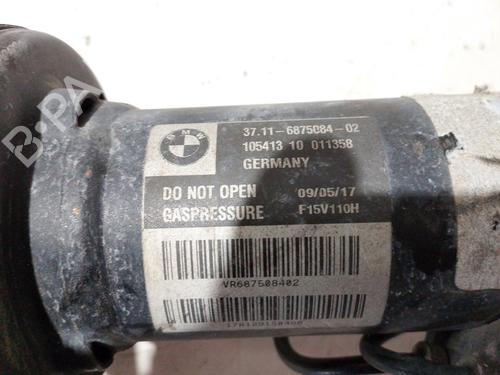 BMW
37.11-6875084-02
105413 10 011358
GERMANY
DO NOT OPEN 09/05/17
GASPRESSURE F15V110H
VR687508402
B-PA